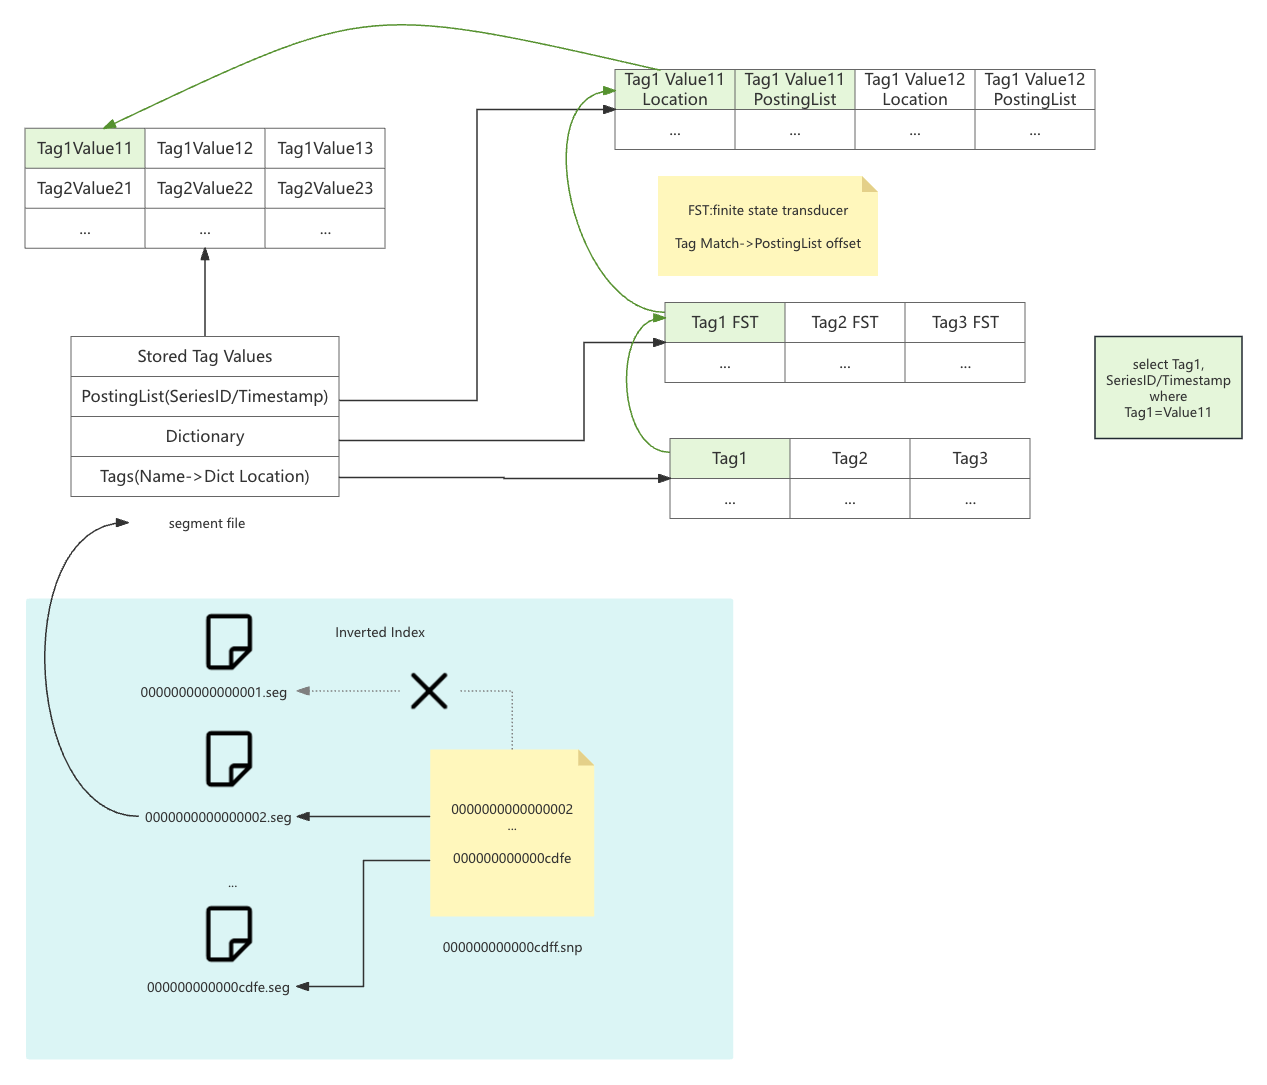 Tag1 Value11 Location
Tag1 Value11 PostingList
Tag1 Value12 Location
Tag1 Value12 PostingList
...
...
...
...
Tag1Value11
Tag1Value12
Tag1Value13
Tag2Value21
Tag2Value22
Tag2Value23
...
...
...
FST:finite state transducer
Tag Match->PostingList offset
Tag1 FST
Tag2 FST
Tag3 FST
...
...
...
Stored Tag Values
PostingList(SeriesID/Timestamp)
Dictionary
Tags(Name->Dict Location)
select Tag1,
SeriesID/Timestamp
where
Tag1=Value11
Tag1
Tag2
Tag3
...
...
...
segment file
Inverted Index
0000000000000001.seg
0000000000000002.seg
0000000000000002
...
000000000000cdfe
...
000000000000cdff.snp
000000000000cdfe.seg